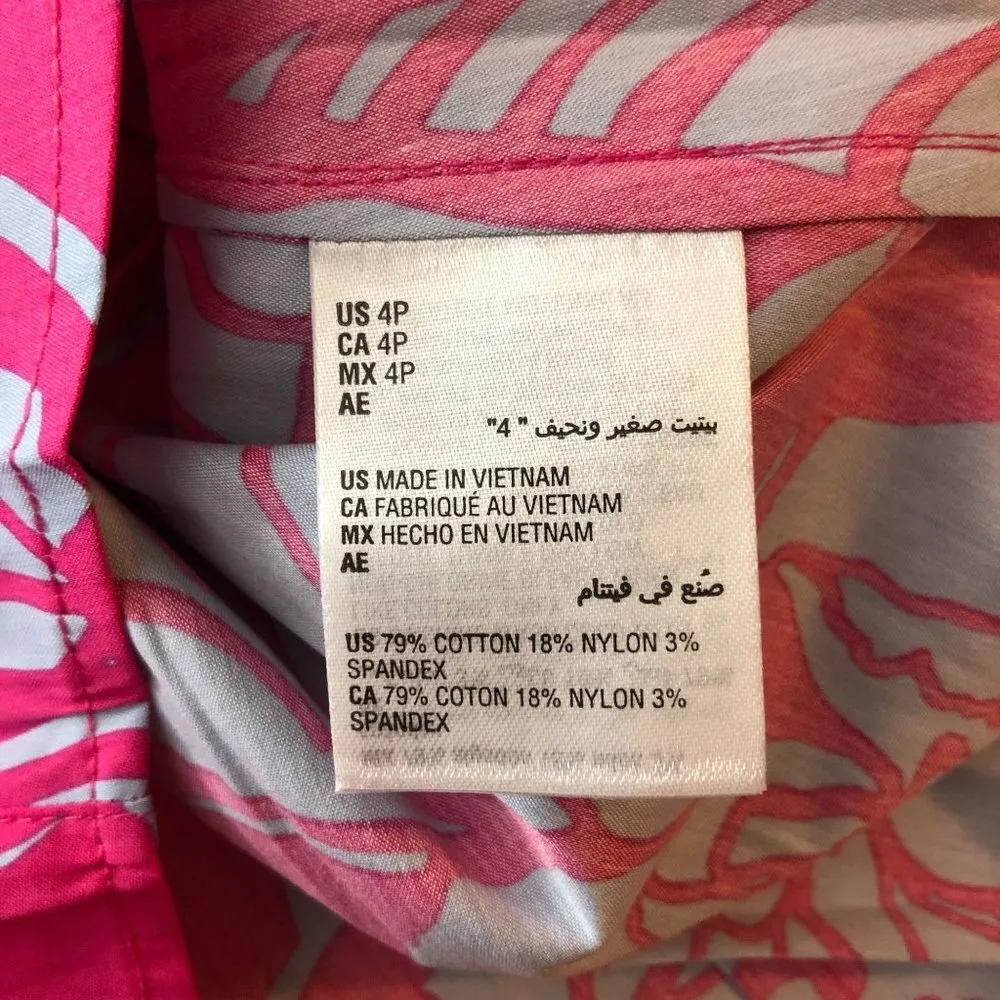 US 4P
CA 4P
MX 4P
AE
بيتيت صغير ونحيف " 4"
US MADE IN VIETNAM
CA FABRIQUÉ AU VIETNAM
MX HECHO EN VIETNAM
AE
صُنع في فيتنام
US 79% COTTON 18% NYLON 3%
SPANDEX
CA 79% COTON 18% NYLON 3%
SPANDEX